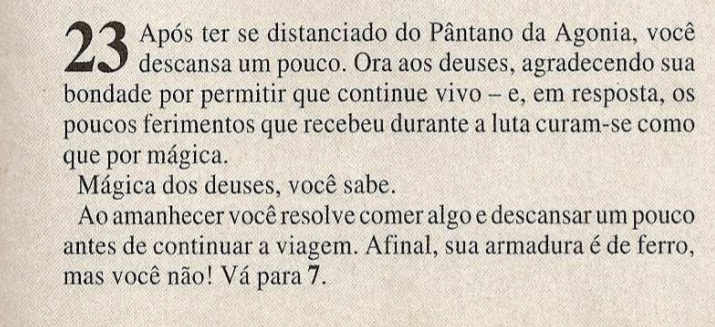 23 Após ter se distanciado do Pântano da Agonia, você
descansa um pouco. Ora aos deuses, agradecendo sua
bondade por permitir que continue vivo – e, em resposta, os
poucos ferimentos que recebeu durante a luta curam-se como
que por mágica.
Mágica dos deuses, você sabe.
Ao amanhecer você resolve comer algo e descansar um pouco
antes de continuar a viagem. Afinal, sua armadura é de ferro,
mas você não! Vá para 7.